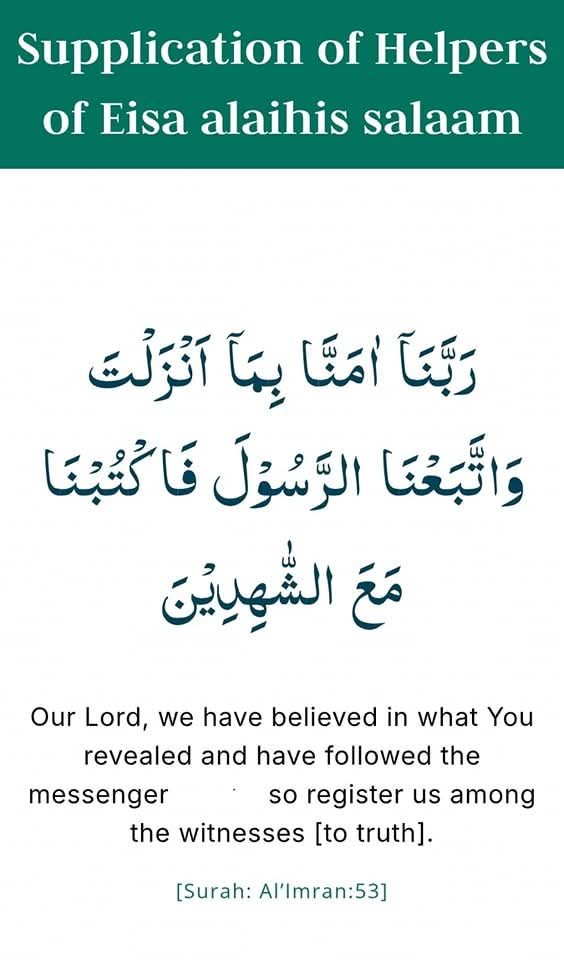 Supplication of Helpers
of Eisa alaihis salaam
رَبَّنَآ اٰمَنَّا بِمَآ اَنْزَلْتَ
وَاتَّبَعْنَا الرَّسُوْلَ فَاكْتُبْنَا
مَعَ الشّٰهِدِيْنَ
Our Lord, we have believed in what You
revealed and have followed the
messenger so register us among
the witnesses [to truth].
[Surah: Al’Imran:53]